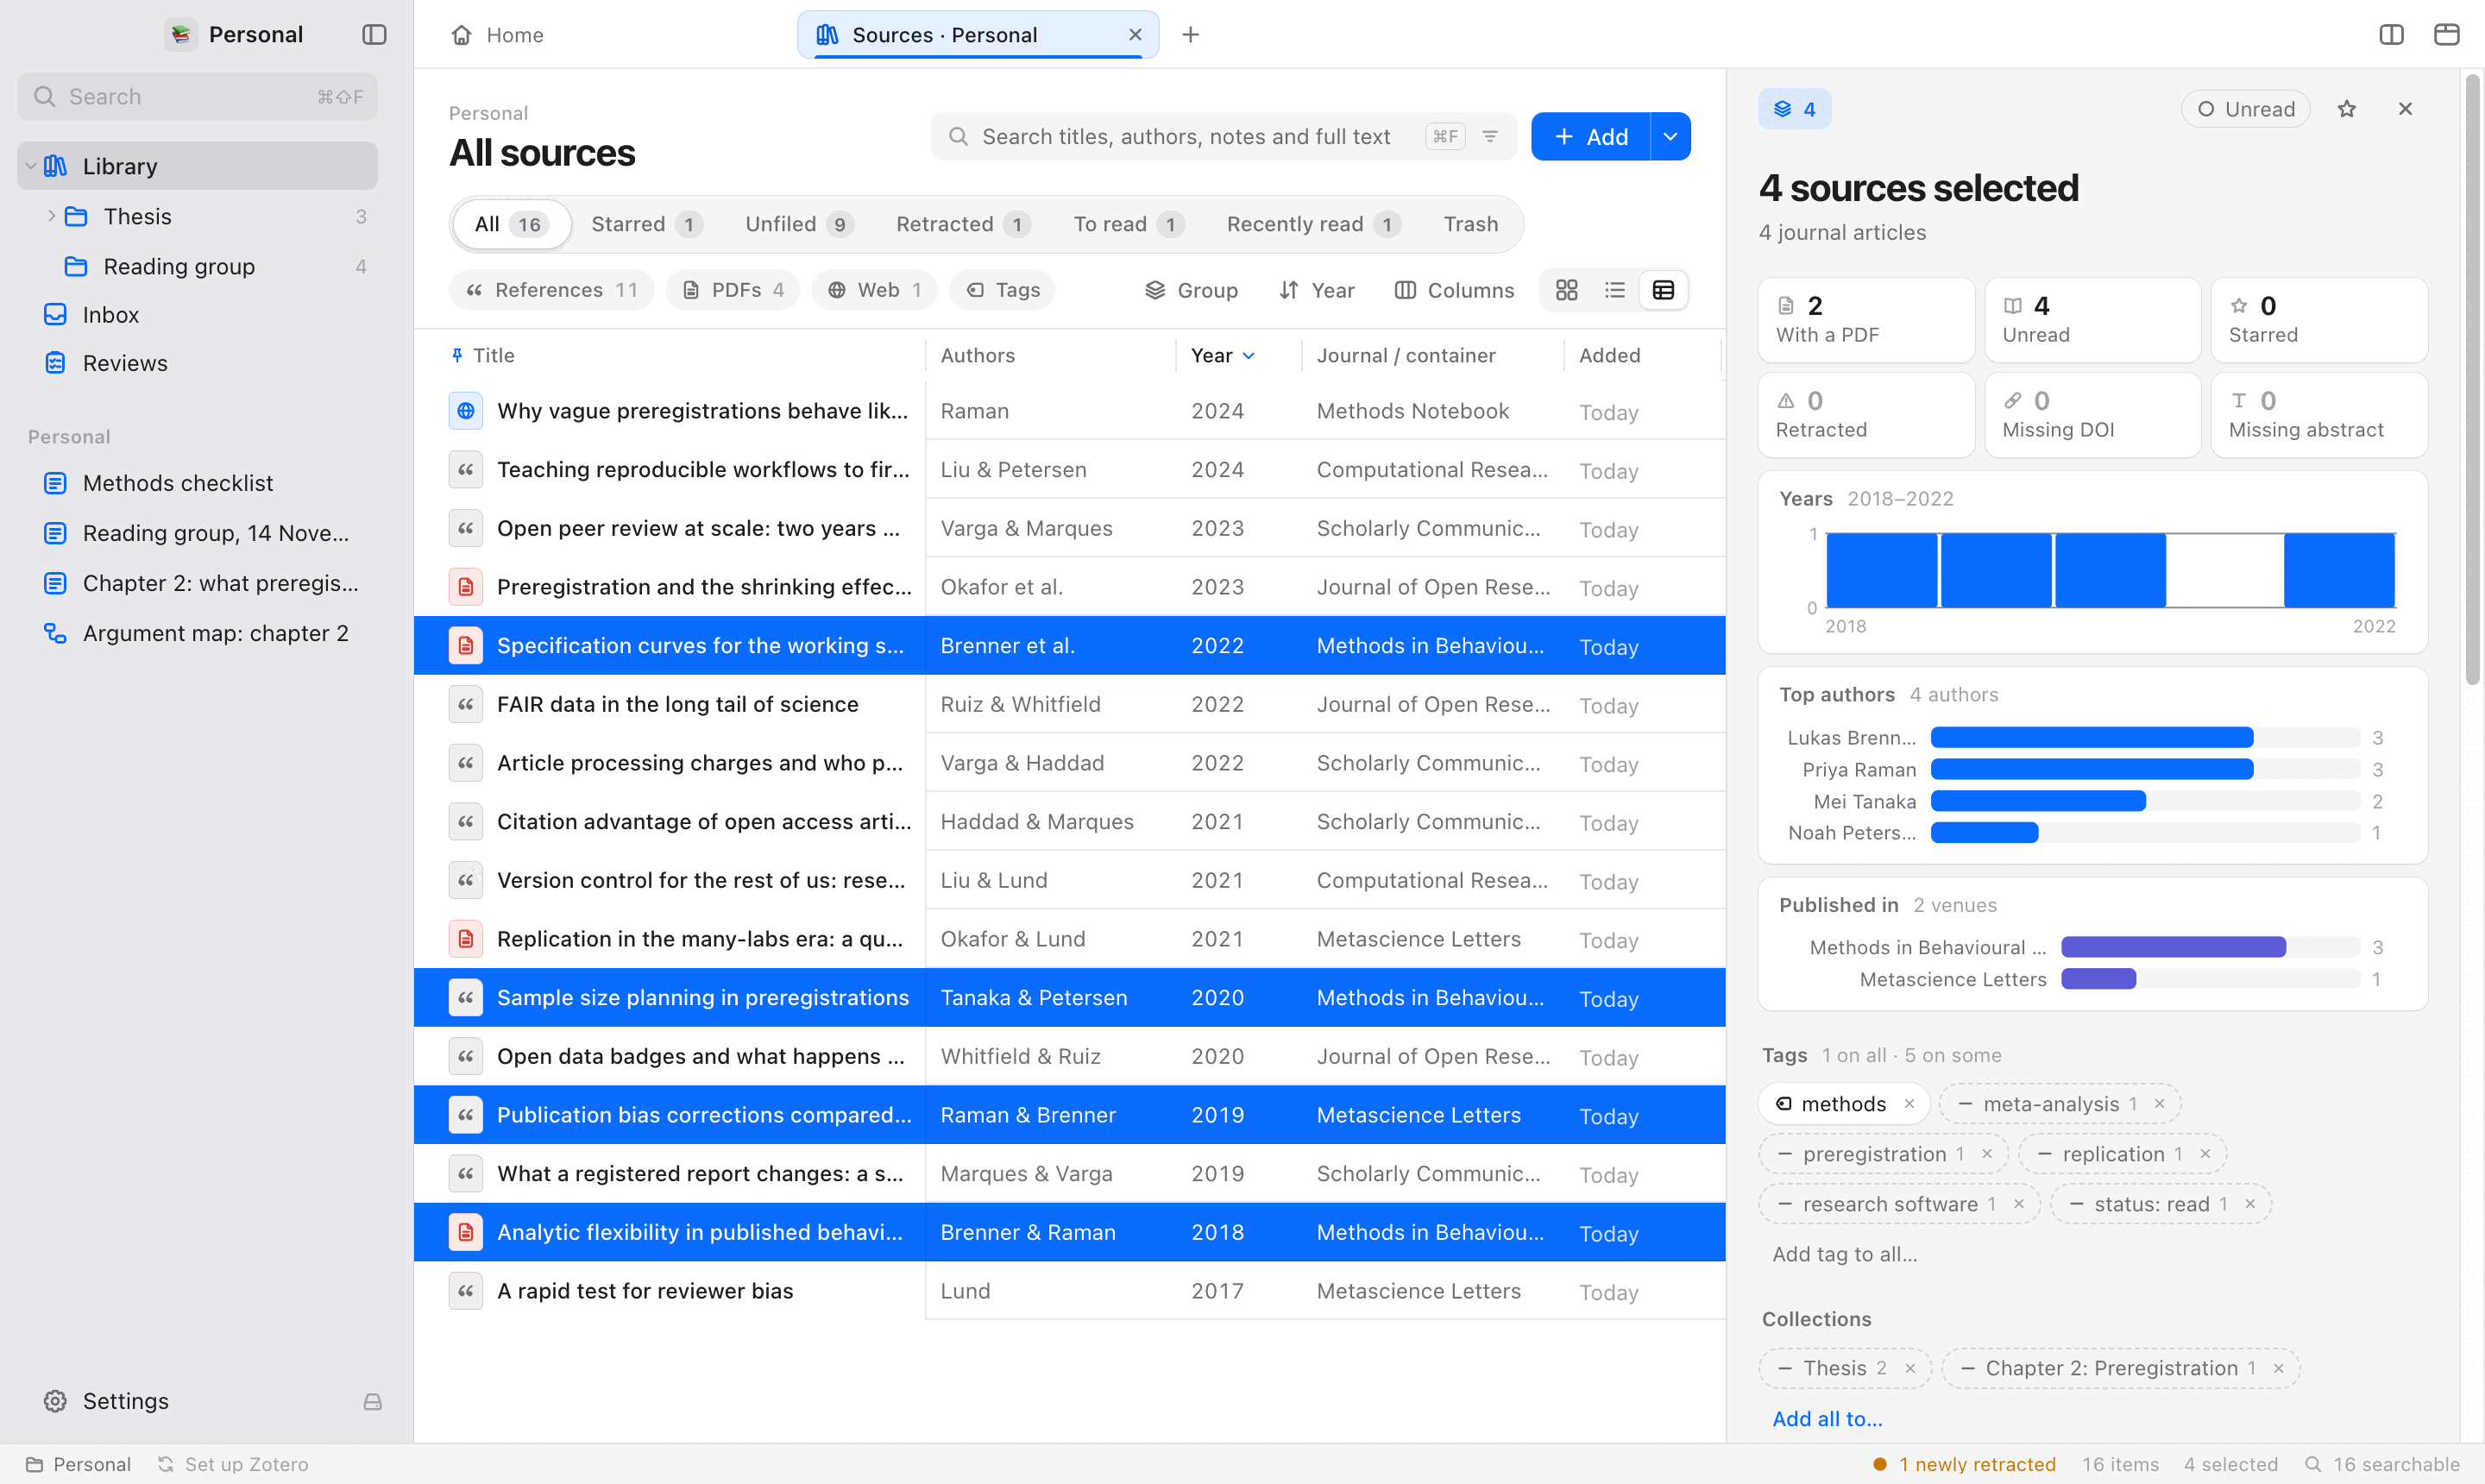 Personal
Search ⌘⇧F
Library
Thesis 3
Reading group 4
Inbox
Reviews
Personal
Methods checklist
Reading group, 14 Nove...
Chapter 2: what preregis...
Argument map: chapter 2
Settings
Home
Sources · Personal
Personal
All sources
Search titles, authors, notes and full text ⌘F
Add
All 16 Starred 1 Unfiled 9 Retracted 1 To read 1 Recently read 1 Trash
References 11 PDFs 4 Web 1 Tags Group Year Columns
Title Authors Year Journal / container Added
Why vague preregistrations behave lik... Raman 2024 Methods Notebook Today
Teaching reproducible workflows to fir... Liu & Petersen 2024 Computational Resea... Today
Open peer review at scale: two years ... Varga & Marques 2023 Scholarly Communic... Today
Preregistration and the shrinking effec... Okafor et al. 2023 Journal of Open Rese... Today
Specification curves for the working s... Brenner et al. 2022 Methods in Behaviou... Today
FAIR data in the long tail of science Ruiz & Whitfield 2022 Journal of Open Rese... Today
Article processing charges and who p... Varga & Haddad 2022 Scholarly Communic... Today
Citation advantage of open access arti... Haddad & Marques 2021 Scholarly Communic... Today
Version control for the rest of us: rese... Liu & Lund 2021 Computational Resea... Today
Replication in the many-labs era: a qu... Okafor & Lund 2021 Metascience Letters Today
Sample size planning in preregistrations Tanaka & Petersen 2020 Methods in Behaviou... Today
Open data badges and what happens ... Whitfield & Ruiz 2020 Journal of Open Rese... Today
Publication bias corrections compared... Raman & Brenner 2019 Metascience Letters Today
What a registered report changes: a s... Marques & Varga 2019 Scholarly Communic... Today
Analytic flexibility in published behavi... Brenner & Raman 2018 Methods in Behaviou... Today
A rapid test for reviewer bias Lund 2017 Metascience Letters Today
4 Unread
4 sources selected
4 journal articles
2 With a PDF
4 Unread
0 Starred
0 Retracted
0 Missing DOI
0 Missing abstract
Years 2018–2022
1
0
2018 2022
Top authors 4 authors
Lukas Brenn... 3
Priya Raman 3
Mei Tanaka 2
Noah Peters... 1
Published in 2 venues
Methods in Behavioural ... 3
Metascience Letters 1
Tags 1 on all · 5 on some
methods × – meta-analysis 1 ×
– preregistration 1 × – replication 1 ×
– research software 1 × – status: read 1 ×
Add tag to all...
Collections
– Thesis 2 × – Chapter 2: Preregistration 1 ×
Add all to...
Personal Set up Zotero
1 newly retracted 16 items 4 selected 16 searchable